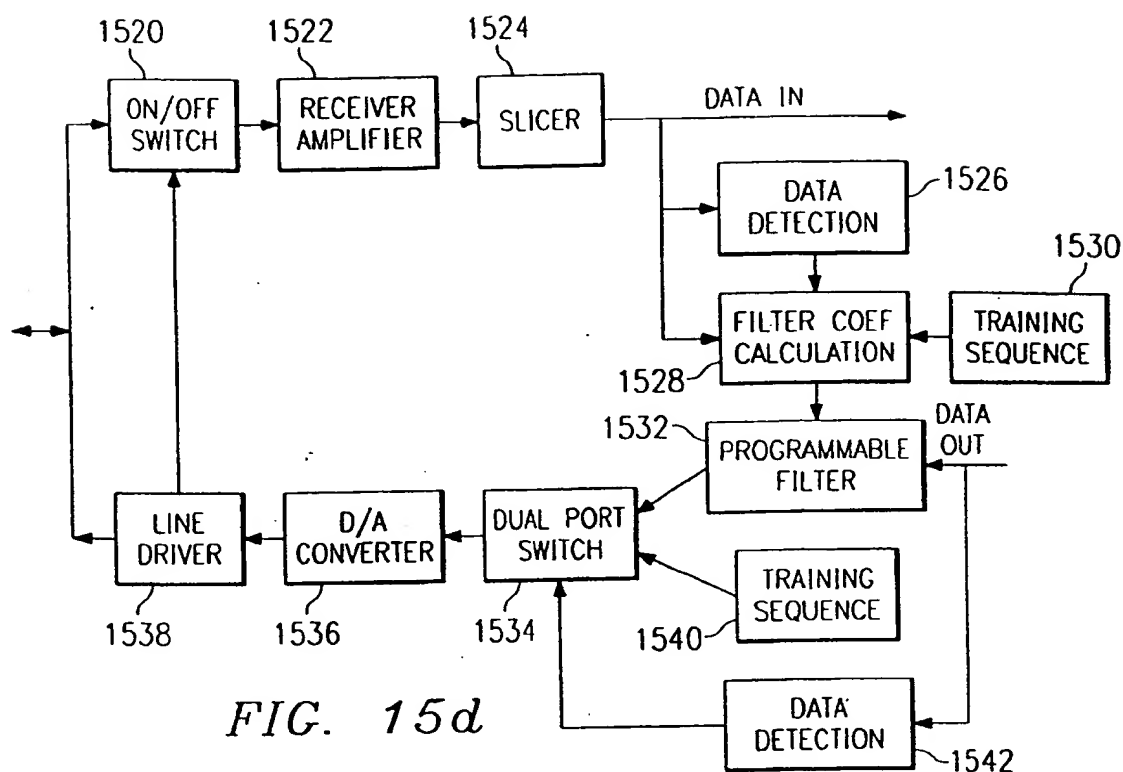 1520
1522
1524
ON/OFF
SWITCH
RECEIVER
AMPLIFIER
SLICER
DATA IN
DATA
DETECTION
1526
1530
FILTER COEF
CALCULATION
1528
TRAINING
SEQUENCE
1532
PROGRAMMABLE
FILTER
DATA
OUT
LINE
DRIVER
D/A
CONVERTER
DUAL PORT
SWITCH
TRAINING
SEQUENCE
1538
1536
1534
1540
DATA
DETECTION
1542
FIG. 15d